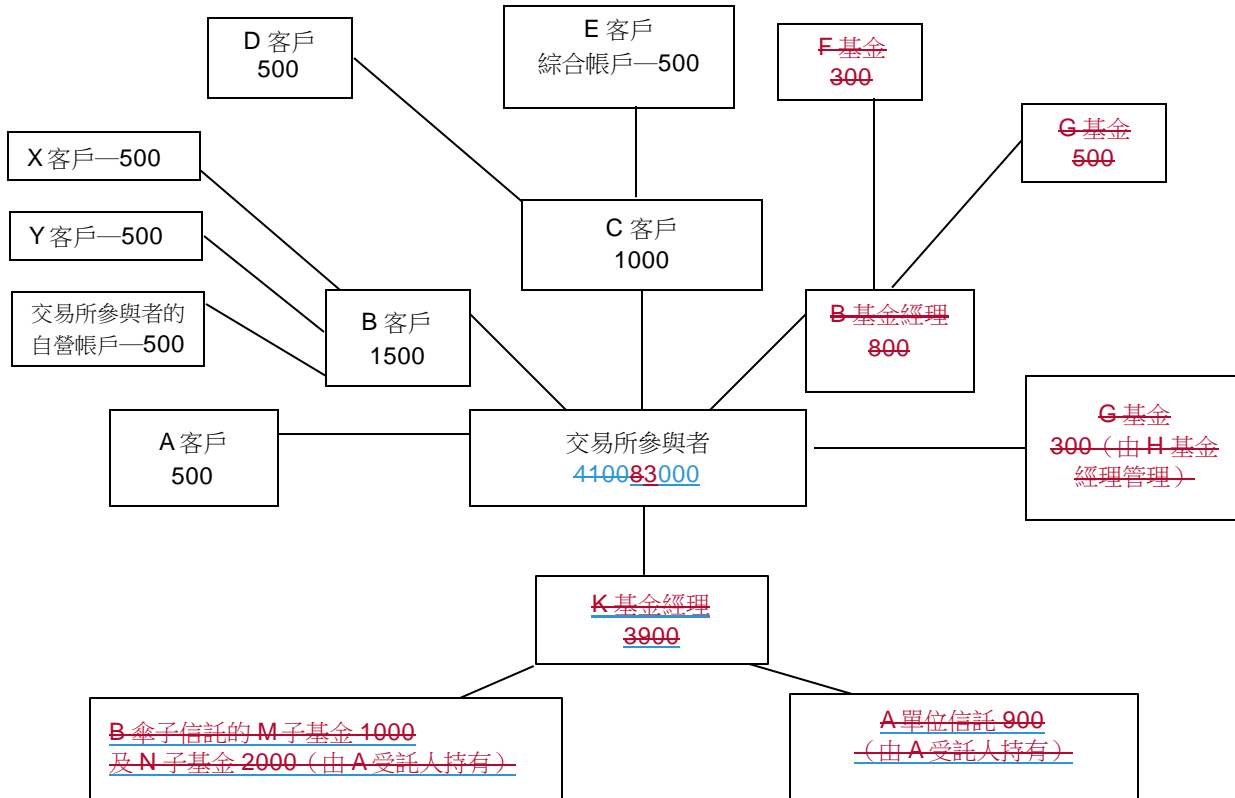 D 客戶
500
E 客戶
綜合帳戶—500
F 基金
300
G 基金
500
X 客戶—500
Y 客戶—500
交易所參與者的
自營帳戶—500
B 客戶
1500
C 客戶
1000
B 基金經理
800
A 客戶
500
交易所參與者
410083000
G 基金
300（由 H 基金
經理管理）
K 基金經理
3900
B 傘子信託的 M 子基金 1000
及 N 子基金 2000（由 A 受託人持有）
A 單位信託 900
（由 A 受託人持有）